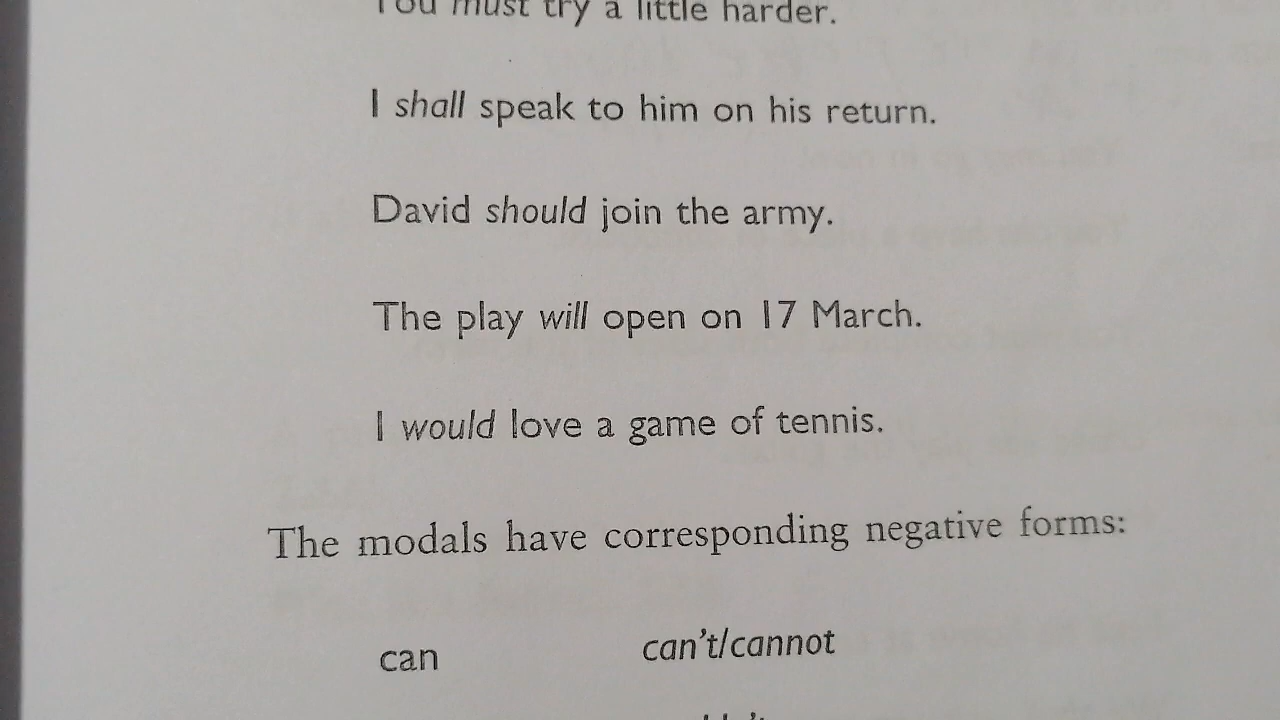 You must try a little harder.
I shall speak to him on his return.
David should join the army.
The play will open on 17 March.
I would love a game of tennis.
The modals have corresponding negative forms:
can can't/cannot